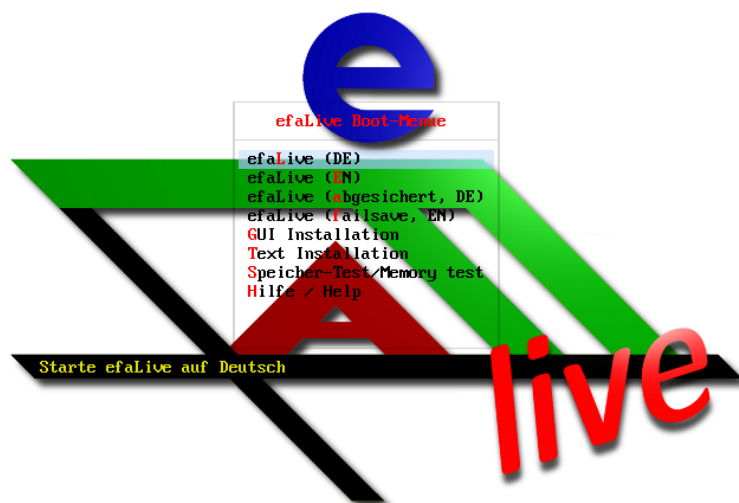 e
efaLive Boot-Menue
efaLive (DE)
efaLive (EN)
efaLive (abgesichert, DE)
efaLive (failsave, EN)
GUI Installation
Text Installation
Speicher-Test/Memory test
Hilfe / Help
A
Starte efaLive auf Deutsch
live